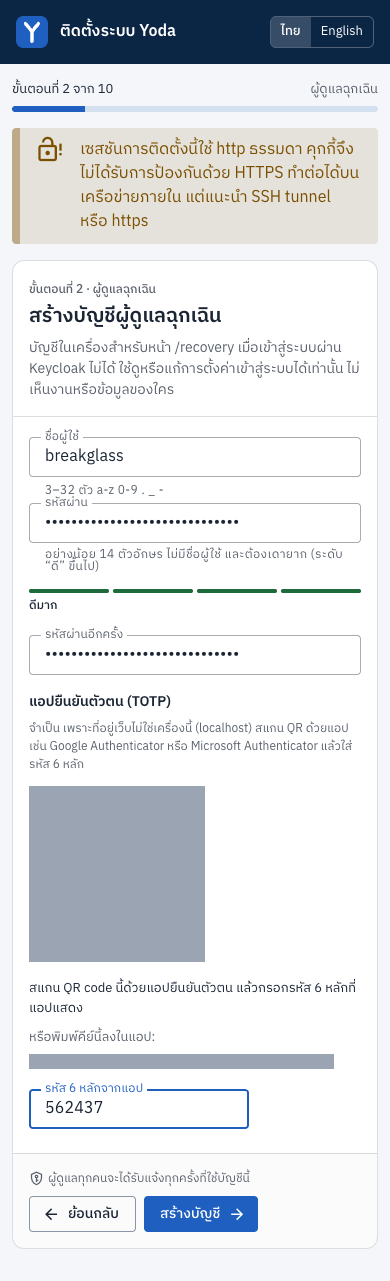 Y ติดตั้งระบบ Yoda ไทย English
ขั้นตอนที่ 2 จาก 10 ผู้ดูแลฉุกเฉิน
เซสชันการติดตั้งนี้ใช้ http ธรรมดา คุกกี้จึง
ไม่ได้รับการป้องกันด้วย HTTPS ทำต่อได้บน
เครือข่ายภายใน แต่แนะนำ SSH tunnel
หรือ https
ขั้นตอนที่ 2 · ผู้ดูแลฉุกเฉิน
สร้างบัญชีผู้ดูแลฉุกเฉิน
บัญชีในเครื่องสำหรับหน้า /recovery เมื่อเข้าสู่ระบบผ่าน
Keycloak ไม่ได้ ใช้ดูหรือแก้การตั้งค่าเข้าสู่ระบบได้เท่านั้น ไม่
เห็นงานหรือข้อมูลของใคร
ชื่อผู้ใช้
breakglass
3–32 ตัว a-z 0-9 . _ -
รหัสผ่าน
••••••••••••••••••••••••••••••
อย่างน้อย 14 ตัวอักษร ไม่มีชื่อผู้ใช้ และต้องเดายาก (ระดับ
“ดี” ขึ้นไป)
ดีมาก
รหัสผ่านอีกครั้ง
••••••••••••••••••••••••••••••
แอปยืนยันตัวตน (TOTP)
จำเป็น เพราะที่อยู่เว็บไม่ใช่เครื่องนี้ (localhost) สแกน QR ด้วยแอป
เช่น Google Authenticator หรือ Microsoft Authenticator แล้วใส่
รหัส 6 หลัก
สแกน QR code นี้ด้วยแอปยืนยันตัวตน แล้วกรอกรหัส 6 หลักที่
แอปแสดง
หรือพิมพ์คีย์นี้ลงในแอป:
รหัส 6 หลักจากแอป
562437
ผู้ดูแลทุกคนจะได้รับแจ้งทุกครั้งที่ใช้บัญชีนี้
ย้อนกลับ สร้างบัญชี